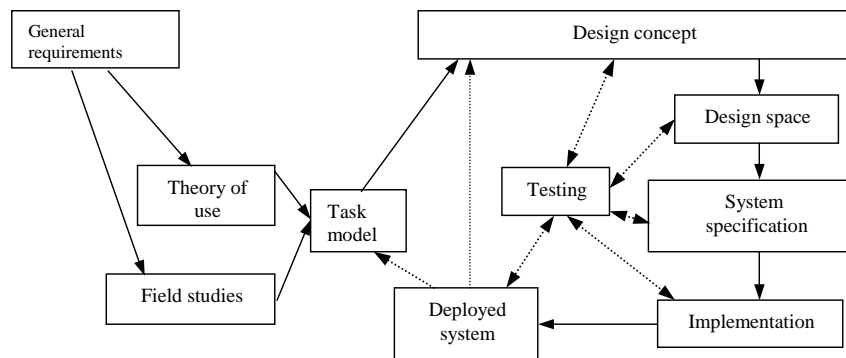 General
requirements
Design concept
Design space
Theory of
use
Testing
Task
model
System
specification
Field studies
Deployed
system
Implementation